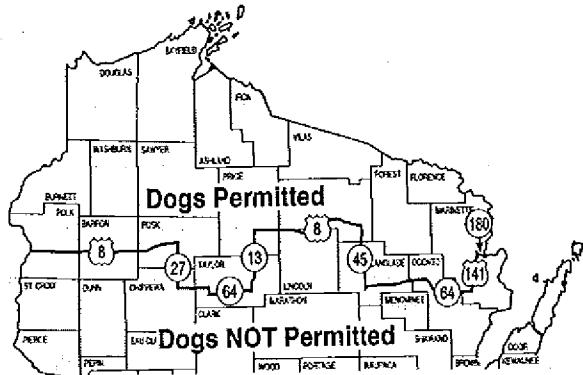 BAYFIELD
DOUGLAS
IRON
VILAS
WASHBURN
SAWYER
ASHLAND
PRICE
FOREST
FLORENCE
BURNETT
MARINETTE
Dogs Permitted
180
POLK
BARRON
RUSK
8
8
13
45
27
TAYLOR
LANGLADE
OCONTO
141
ST CROIX
DUNN
CHIPPEWA
64
LINCOLN
64
MARATHON
MENOMINEE
CLARK
PIERCE
EAU CL
Dogs NOT Permitted
SHAWANO
DOOR
PEPIN
WOOD
PORTAGE
WAUPACA
BROWN
KEWAUNEE